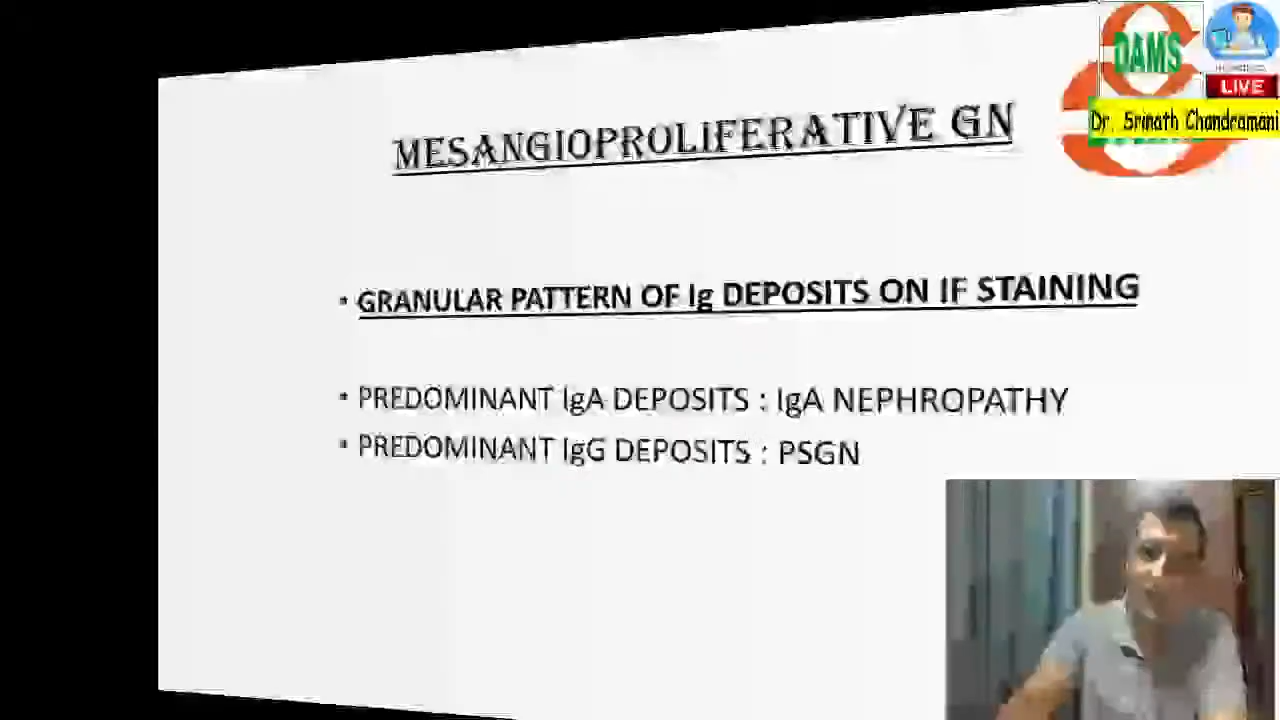 DAMS
LIVE
Dr. Srinath Chandramani
MESANGIOPROLIFERATIVE GN
• GRANULAR PATTERN OF Ig DEPOSITS ON IF STAINING
• PREDOMINANT IgA DEPOSITS : IgA NEPHROPATHY
• PREDOMINANT IgG DEPOSITS : PSGN